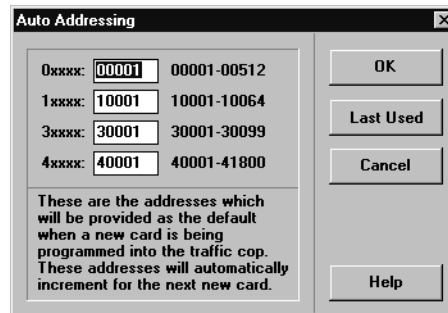 Auto Addressing
0xxxx: 00001 00001-00512
1xxxx: 10001 10001-10064
3xxxx: 30001 30001-30099
4xxxx: 40001 40001-41800
These are the addresses which
will be provided as the default
when a new card is being
programmed into the traffic cop.
These addresses will automatically
increment for the next new card.
OK
Last Used
Cancel
Help